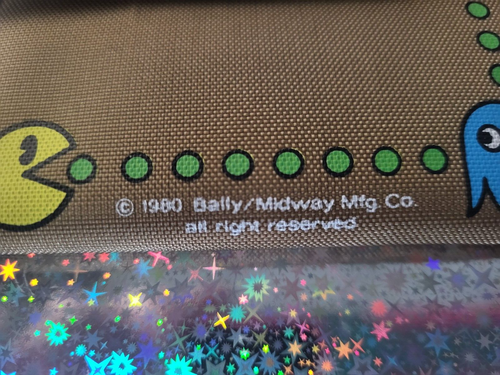 © 1980 Bally/Midway Mfg. Co.
all right reserved